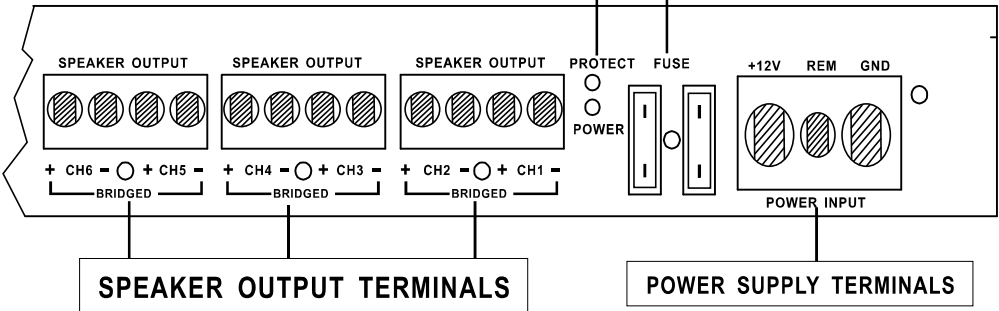 SPEAKER OUTPUT SPEAKER OUTPUT SPEAKER OUTPUT PROTECT FUSE +12V REM GND
POWER
+ CH6 - + CH5 - + CH4 - + CH3 - + CH2 - + CH1 -
BRIDGED BRIDGED BRIDGED POWER INPUT
SPEAKER OUTPUT TERMINALS POWER SUPPLY TERMINALS